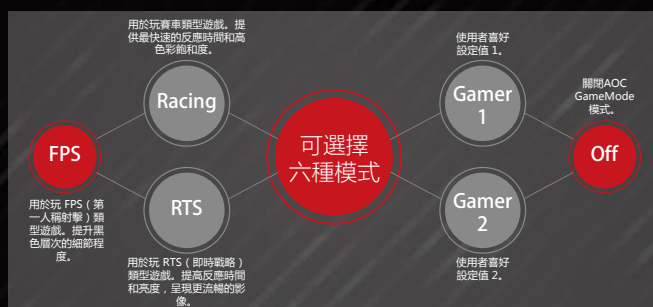 用於玩賽車類型遊戲。提
供最快速的反應時間和高
色彩飽和度。
Racing
FPS
用於玩 FPS ( 第
一人稱射擊 ) 類
型遊戲。提升黑
色層次的細節程
度。
RTS
用於玩 RTS ( 即時戰略 )
類型遊戲。提高反應時間
和亮度，呈現更流暢的影
像。
可選擇
六種模式
使用者喜好
設定值 1。
Gamer
1
Gamer
2
使用者喜好
設定值 2。
關閉AOC
GameMode
模式。
Off